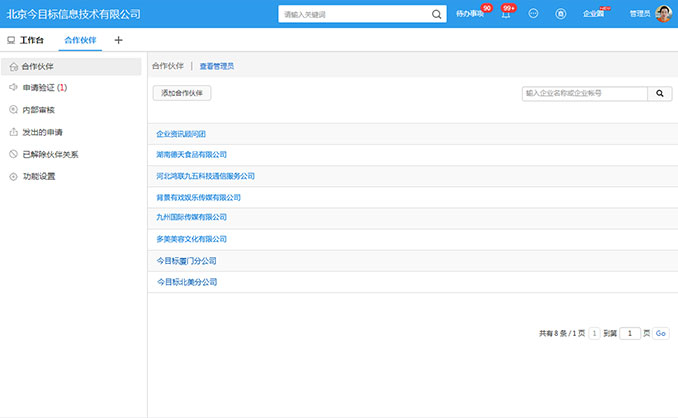 北京今目标信息技术有限公司
请输入关键词
待办事项 90
99+
企业圈
管理员
工作台 合作伙伴
合作伙伴
申请验证 (1)
内部审核
发出的申请
已解除伙伴关系
功能设置
合作伙伴 | 查看管理员
添加合作伙伴
输入企业名称或企业帐号
企业资讯顾问团
湖南德天食品有限公司
河北鸿联九五科技通信服务公司
背景有戏娱乐传媒有限公司
九州国际传媒有限公司
多美美容文化有限公司
今目标厦门分公司
今目标北美分公司
共有8 条 / 1 页 1 到第 1 页 Go